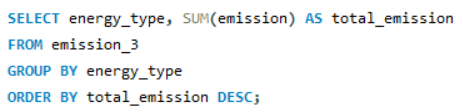 SELECT energy_type, SUM(emission) AS total_emission
FROM emission_3
GROUP BY energy_type
ORDER BY total_emission DESC;